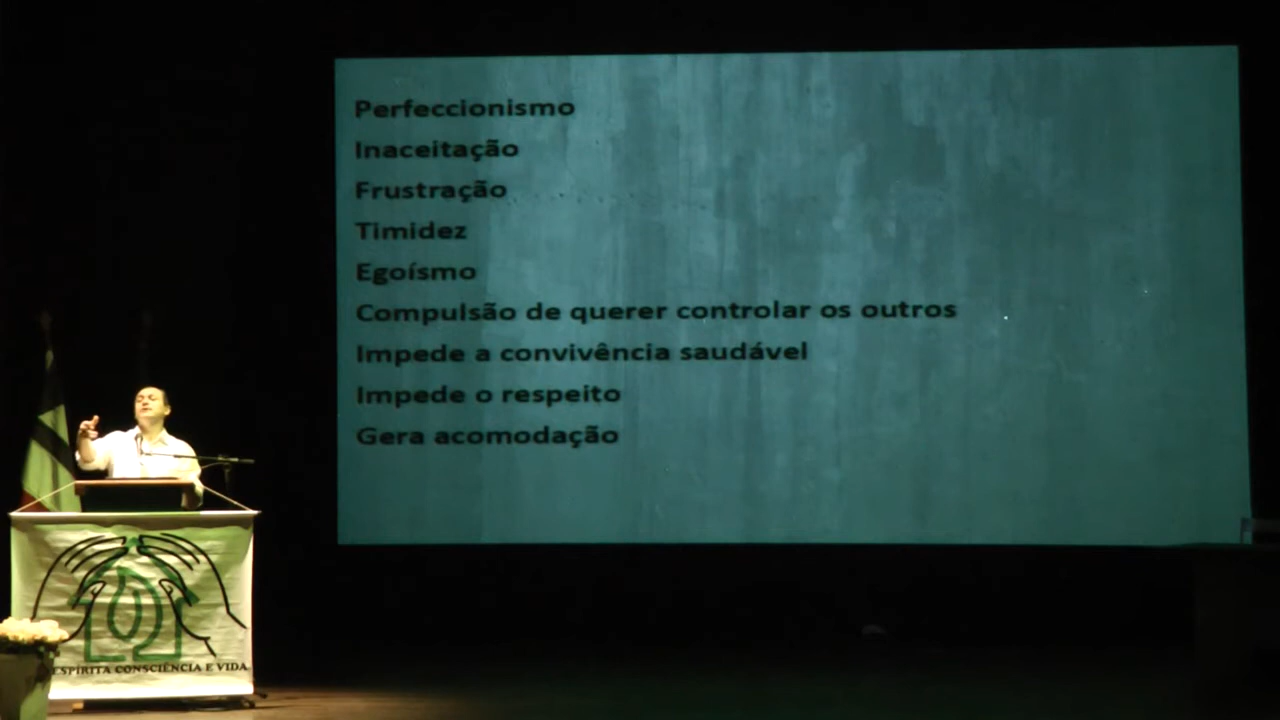 Perfeccionismo
Inaceitação
Frustração
Timidez
Egoísmo
Compulsão de querer controlar os outros
Impede a convivência saudável
Impede o respeito
Gera acomodação
ESPÍRITA CONSCIÊNCIA E VIDA